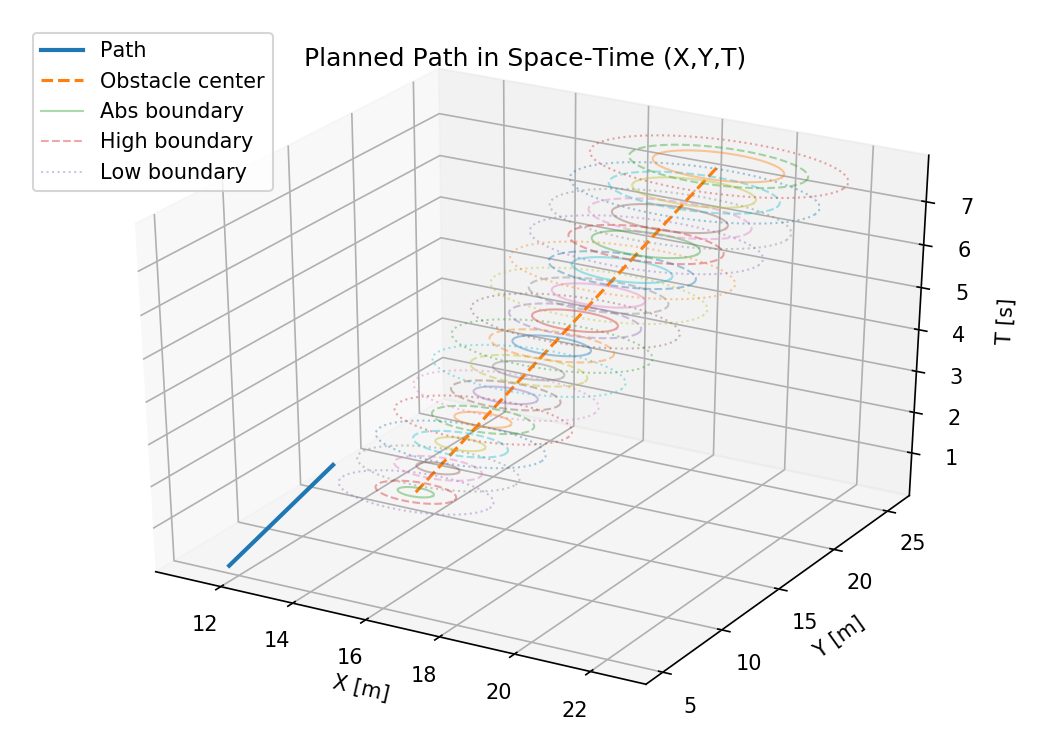 Planned Path in Space-Time (X,Y,T)
Path
Obstacle center
Abs boundary
High boundary
Low boundary
7
6
5
4
3
2
1
T [s]
25
20
15
10
5
Y [m]
12
14
16
18
20
22
X [m]